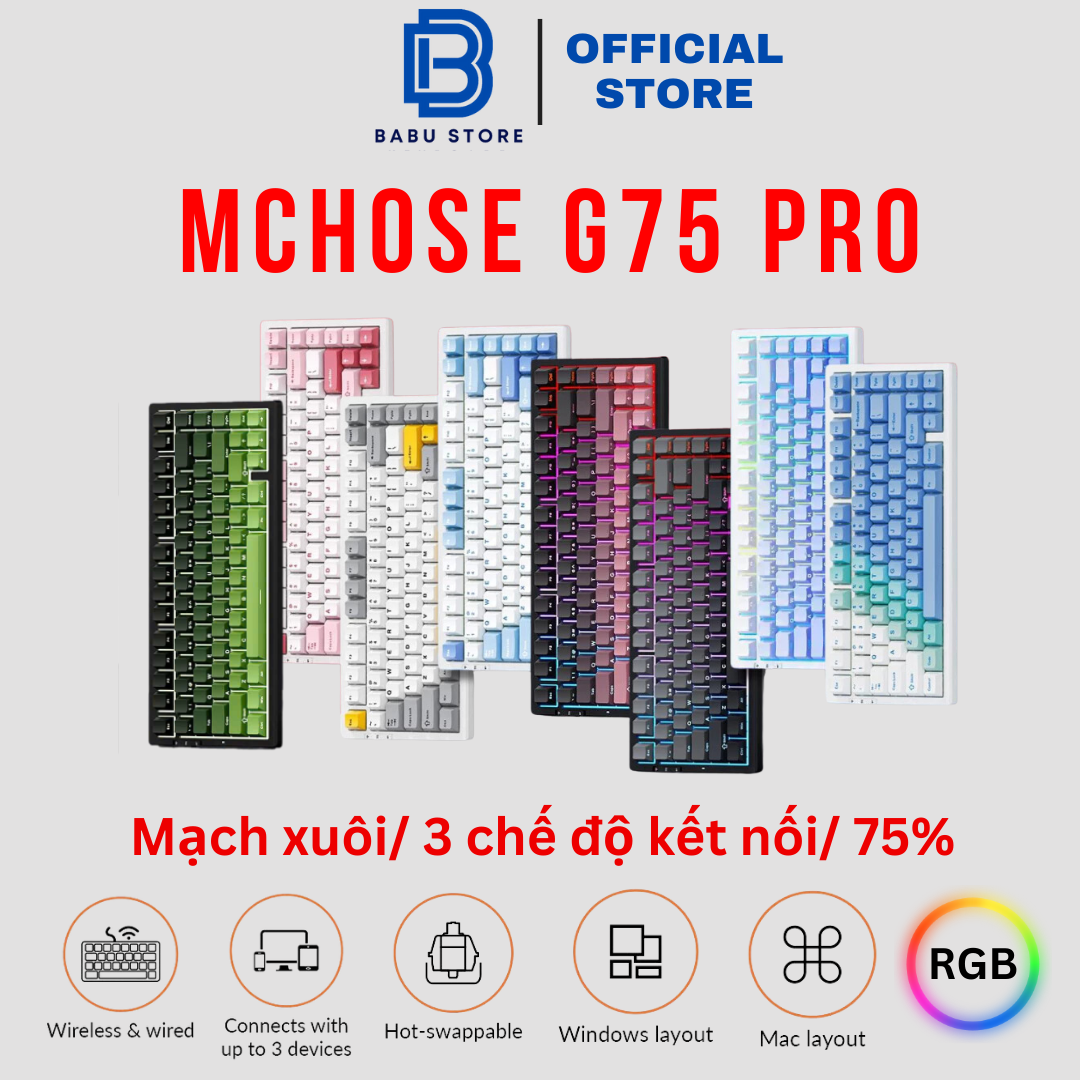 B
OFFICIAL
STORE
BABU STORE
MCHOSE G75 PRO
Mạch xuôi/ 3 chế độ kết nối/ 75%
RGB
Wireless & wired
Connects with
up to 3 devices
Hot-swappable
Windows layout
Mac layout